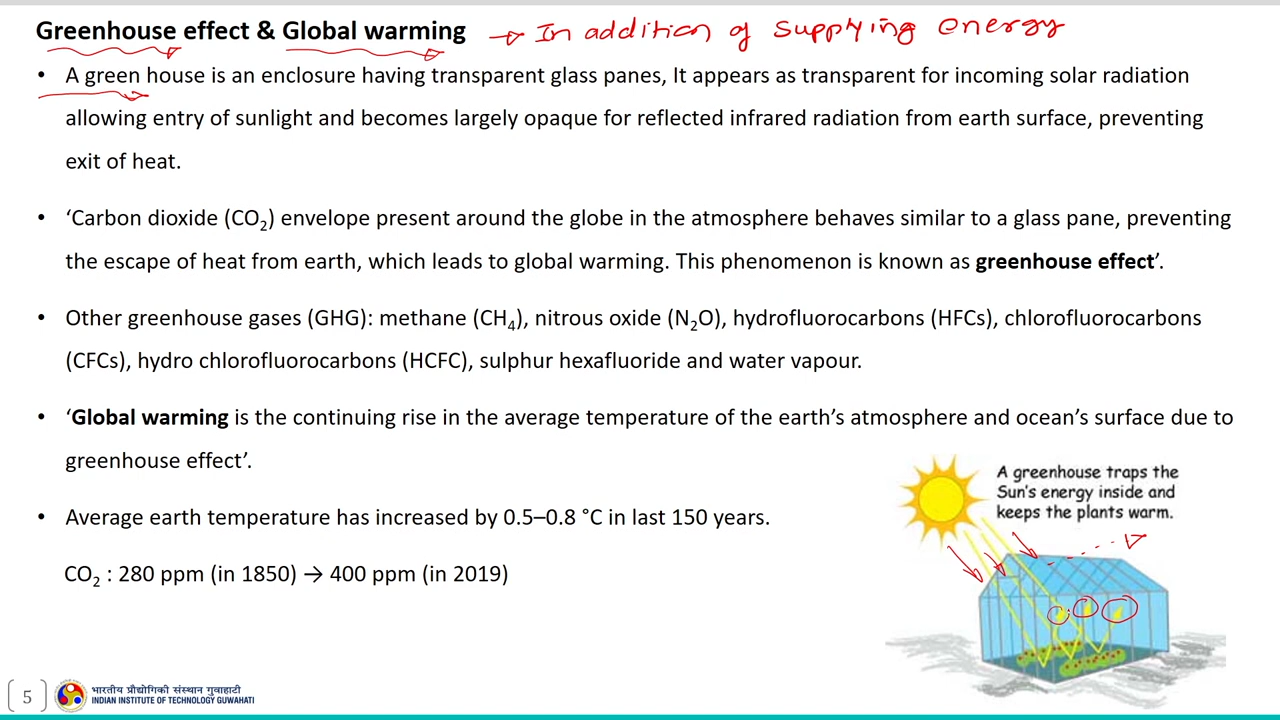 Greenhouse effect & Global warming → In addition of supplying energy
• A green house is an enclosure having transparent glass panes, It appears as transparent for incoming solar radiation
allowing entry of sunlight and becomes largely opaque for reflected infrared radiation from earth surface, preventing
exit of heat.
• ‘Carbon dioxide (CO₂) envelope present around the globe in the atmosphere behaves similar to a glass pane, preventing
the escape of heat from earth, which leads to global warming. This phenomenon is known as greenhouse effect’.
• Other greenhouse gases (GHG): methane (CH₄), nitrous oxide (N₂O), hydrofluorocarbons (HFCs), chlorofluorocarbons
(CFCs), hydro chlorofluorocarbons (HCFC), sulphur hexafluoride and water vapour.
• ‘Global warming is the continuing rise in the average temperature of the earth’s atmosphere and ocean’s surface due to
greenhouse effect’.
A greenhouse traps the
Sun's energy inside and
keeps the plants warm.
• Average earth temperature has increased by 0.5–0.8 °C in last 150 years.
CO₂ : 280 ppm (in 1850) → 400 ppm (in 2019)
5
भारतीय प्रौद्योगिकी संस्थान गुवाहाटी
INDIAN INSTITUTE OF TECHNOLOGY GUWAHATI